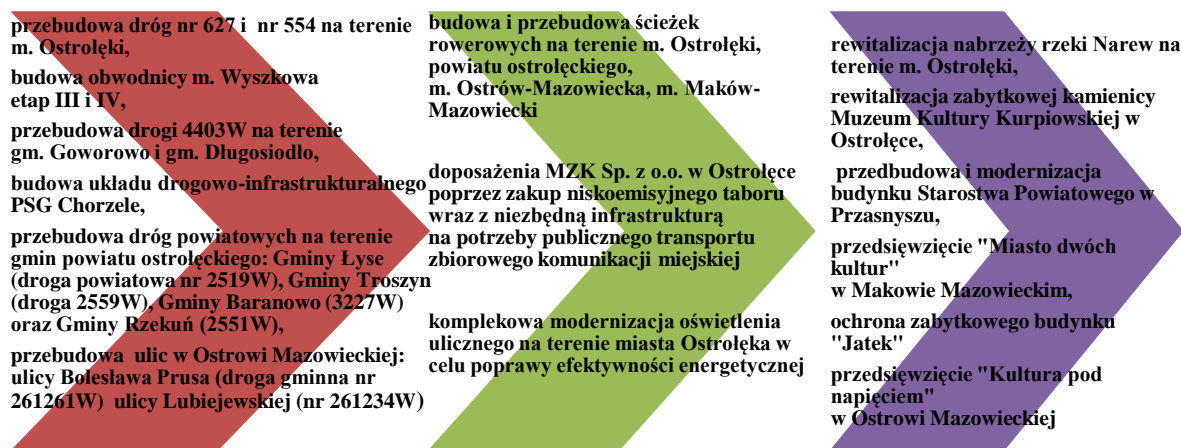 przebudowa dróg nr 627 i  nr 554 na terenie
m. Ostrołęki,
budowa obwodnicy m. Wyszkowa
etap III i IV,
przebudowa drogi 4403W na terenie
gm. Goworowo i gm. Długosiodło,
budowa układu drogowo-infrastrukturalnego
PSG Chorzele,
przebudowa dróg powiatowych na terenie
gmin powiatu ostrołęckiego: Gminy Łyse
(droga powiatowa nr 2519W), Gminy Troszyn
(droga 2559W), Gminy Baranowo (3227W)
oraz Gminy Rzekuń (2551W),
przebudowa  ulic w Ostrowi Mazowieckiej:
ulicy Bolesława Prusa (droga gminna nr
261261W)  ulicy Lubiejewskiej (nr 261234W)
budowa i przebudowa ścieżek
rowerowych na terenie m. Ostrołęki,
powiatu ostrołęckiego,
m. Ostrów-Mazowiecka, m. Maków-
Mazowiecki
doposażenia MZK Sp. z o.o. w Ostrołęce
poprzez zakup niskoemisyjnego taboru
wraz z niezbędną infrastrukturą
na potrzeby publicznego transportu
zbiorowego komunikacji miejskiej
komplekowa modernizacja oświetlenia
ulicznego na terenie miasta Ostrołęka w
celu poprawy efektywności energetycznej
rewitalizacja nabrzeży rzeki Narew na
terenie m. Ostrołęki,
rewitalizacja zabytkowej kamienicy
Muzeum Kultury Kurpiowskiej w
Ostrołęce,
przedbudowa i modernizacja
budynku Starostwa Powiatowego w
Przasnyszu,
przedsięwzięcie "Miasto dwóch
kultur"
w Makowie Mazowieckim,
ochrona zabytkowego budynku
"Jatek"
przedsięwzięcie "Kultura pod
napięciem"
w Ostrowi Mazowieckiej